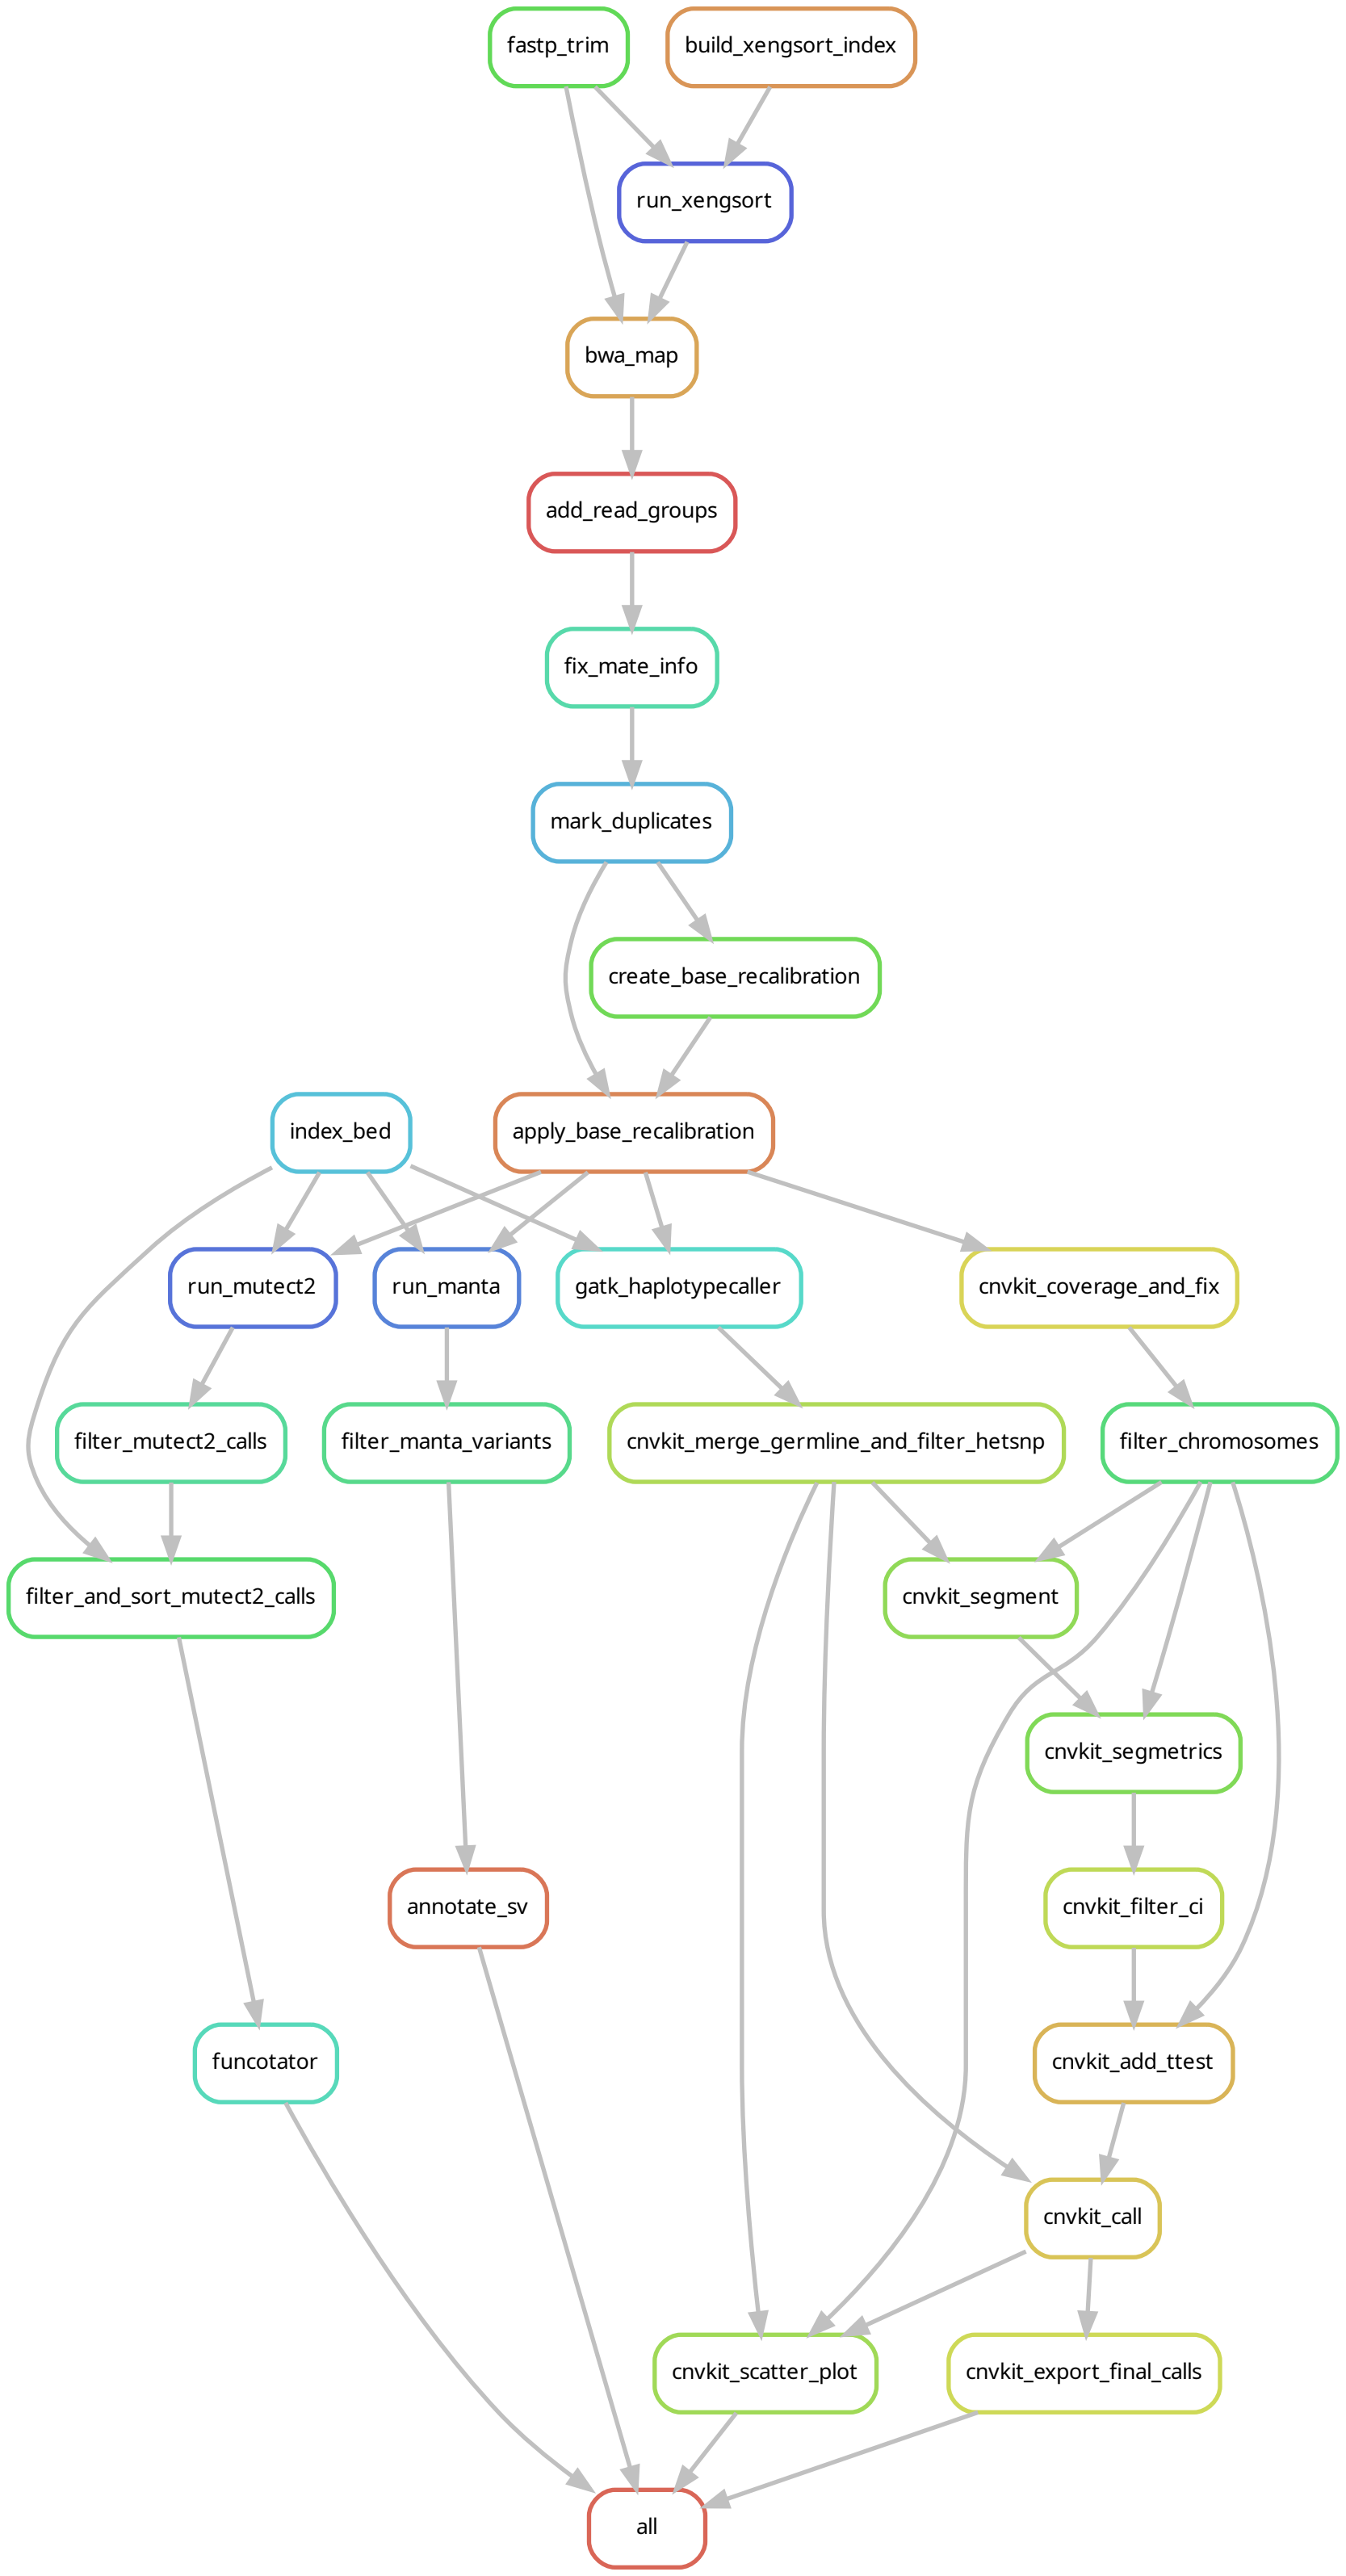 fastp_trim
build_xengsort_index
run_xengsort
bwa_map
add_read_groups
fix_mate_info
mark_duplicates
create_base_recalibration
index_bed
apply_base_recalibration
run_mutect2
run_manta
gatk_haplotypecaller
cnvkit_coverage_and_fix
filter_mutect2_calls
filter_manta_variants
cnvkit_merge_germline_and_filter_hetsnp
filter_chromosomes
filter_and_sort_mutect2_calls
cnvkit_segment
cnvkit_segmetrics
annotate_sv
cnvkit_filter_ci
funcotator
cnvkit_add_ttest
cnvkit_call
cnvkit_scatter_plot
cnvkit_export_final_calls
all